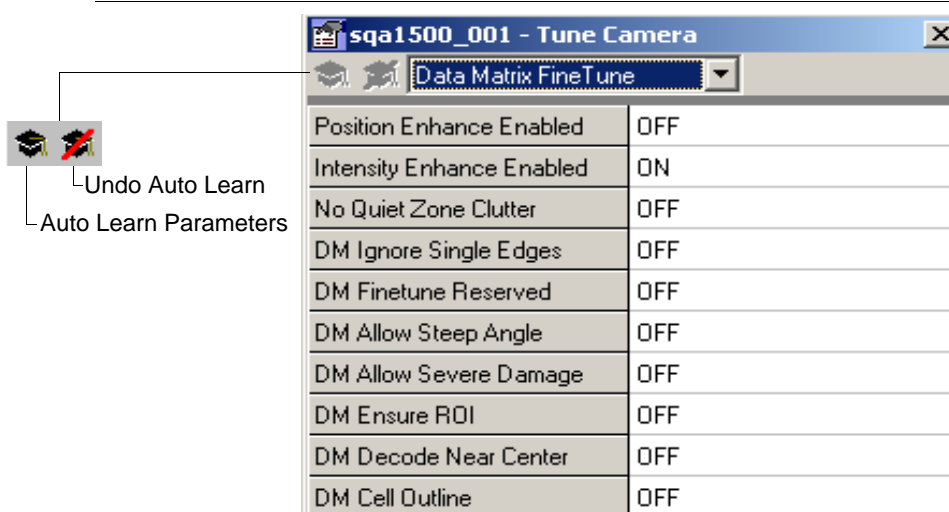 sqa1500_001 - Tune Camera
Data Matrix FineTune
Undo Auto Learn
Auto Learn Parameters
Position Enhance Enabled OFF
Intensity Enhance Enabled ON
No Quiet Zone Clutter OFF
DM Ignore Single Edges OFF
DM Finetune Reserved OFF
DM Allow Steep Angle OFF
DM Allow Severe Damage OFF
DM Ensure ROI OFF
DM Decode Near Center OFF
DM Cell Outline OFF